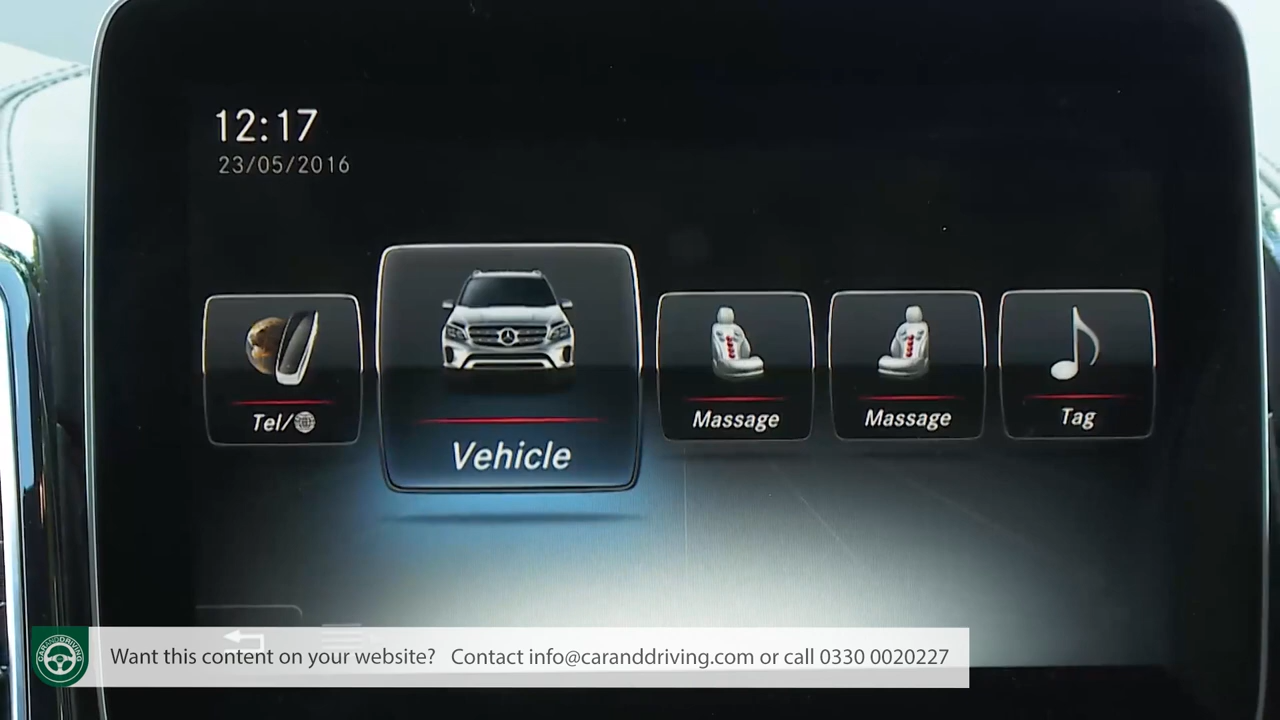 12:17
23/05/2016
Tel/
Vehicle
Massage
Massage
Tag
CARANDDRIVING
Want this content on your website? Contact info@caranddriving.com or call 0330 0020227